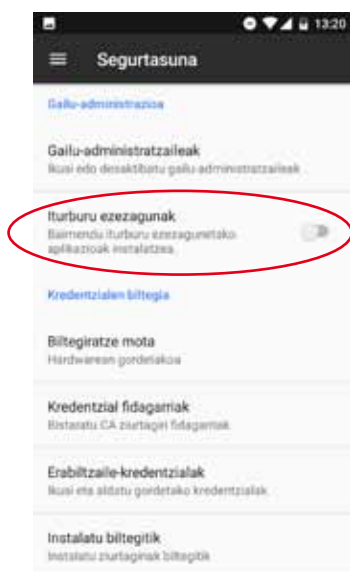 13:20
Segurtasuna
Gailu-administrazioa
Gailu-administratzaileak
Ikusi edo desaktibatu gailu-administratzaileak
Iturburu ezezagunak
Baimendu iturburu ezezagunetako
aplikazioak instalatzea
Kredentzialen biltegia
Biltegiratze mota
Hardwarean gordetakoa
Kredentzial fidagarriak
Bistaratu CA ziurtagiri fidagarriak
Erabiltzaile-kredentzialak
Ikusi eta aldatu gordetako kredentzialak
Instalatu biltegitik
Instalatu ziurtagiriak biltegitik